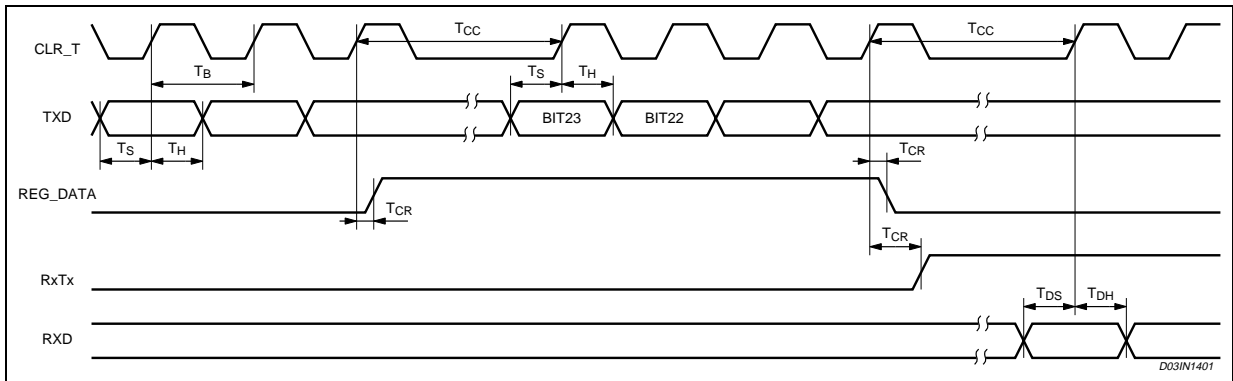 CLR_T
TCC
TCC
TB
TS
TH
TXD
BIT23
BIT22
TS
TH
TCR
REG_DATA
TCR
TCR
RxTx
TDS
TDH
RXD
D03IN1401